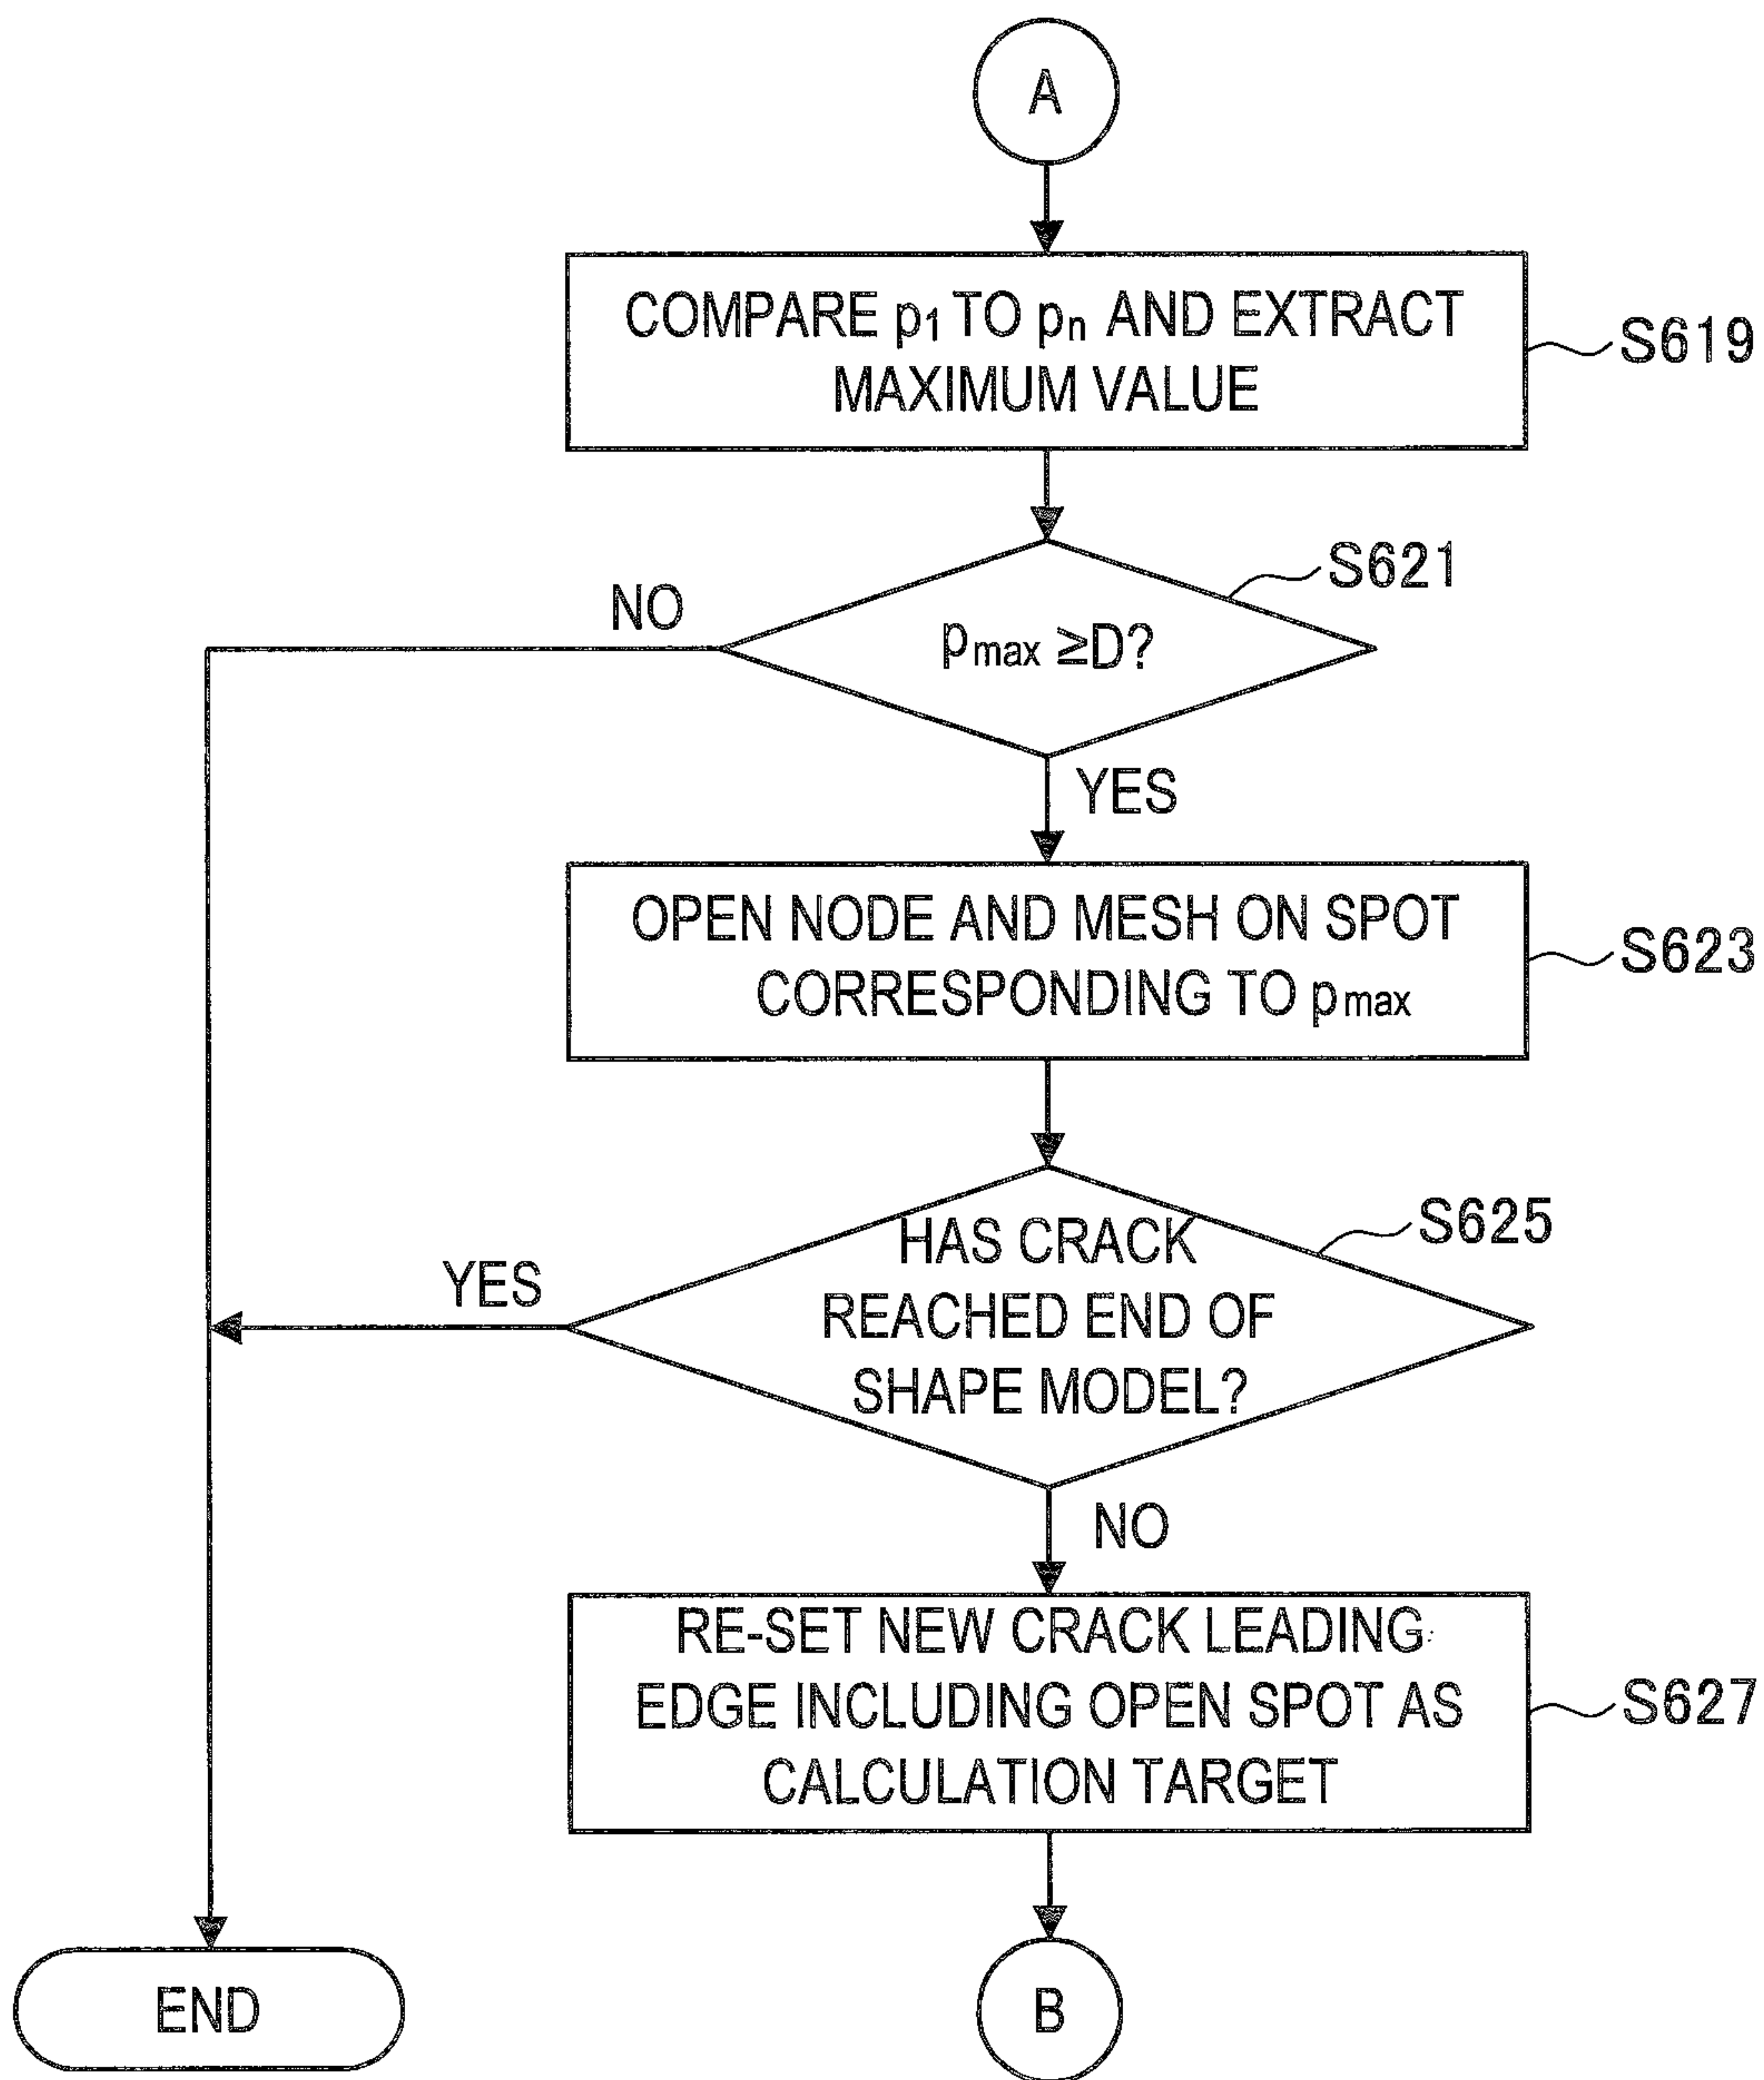 A
COMPARE p1 TO pn AND EXTRACT
MAXIMUM VALUE
S619
pmax ≥D?
S621
NO
YES
OPEN NODE AND MESH ON SPOT
CORRESPONDING TO pmax
S623
HAS CRACK
REACHED END OF
SHAPE MODEL?
S625
YES
NO
RE-SET NEW CRACK LEADING
EDGE INCLUDING OPEN SPOT AS
CALCULATION TARGET
S627
END
B